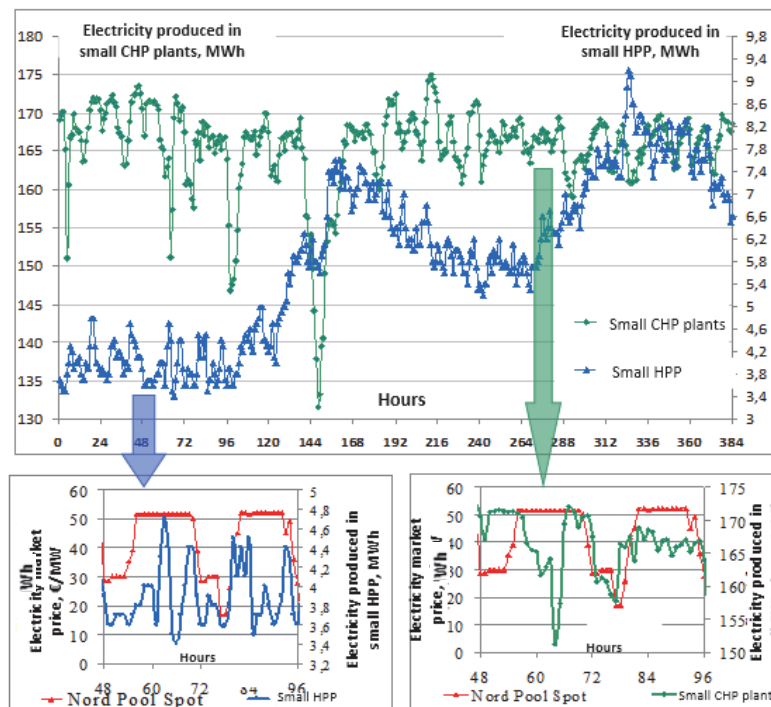 Electricity produced in
small CHP plants, MWh
Electricity produced in
small HPP, MWh
180
175
170
165
160
155
150
145
140
135
130
9,8
9,2
8,6
8
7,4
7
6,8
6,2
5,8
5,2
5
4,6
4,2
3,8
3,4
3
Small CHP plants
Small HPP
Hours
0 24 48 72 96 120 144 168 192 216 240 264 288 312 336 360 384
Electricity market
price, €/MWh
60
50
40
30
20
10
0
5
4,8
4,6
4,4
4,2
4
3,8
3,6
3,4
3,2
Electricity produced in
small HPP, MWh
Hours
48 60 72 84 96
Nord Pool Spot
Small HPP
Electricity market
price,
60
50
40
30
20
10
0
175
170
165
160
155
150
Electricity produced in
Hours
48 60 72 84 96
Nord Pool Spot
Small CHP plant